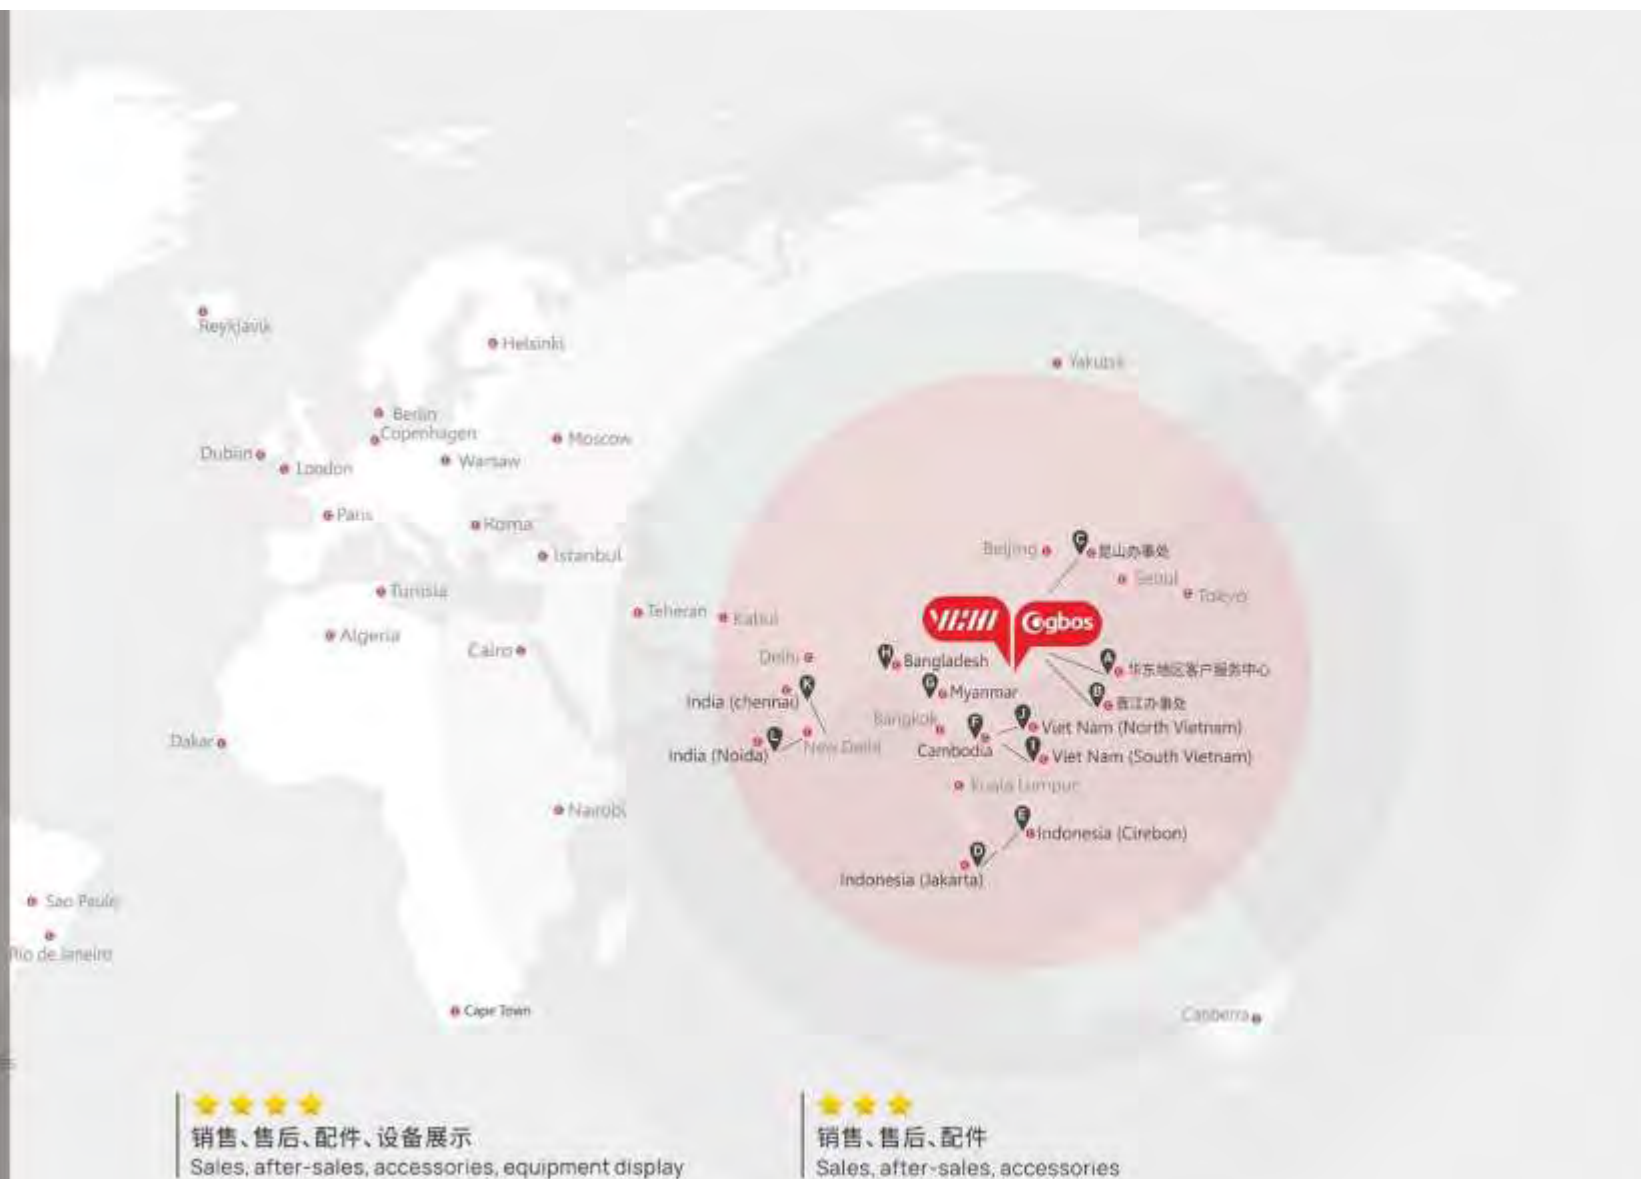 Reykjavik
Helsinki
Yakutsk
Berlin
Copenhagen
Moscow
Dublin
London
Warsaw
Paris
Roma
Istanbul
Beijing
C
昆山办事处
Seoul
Tokyo
Tunisia
Teheran
Kabul
Ogbos
Algeria
Cairo
Delhi
H
Bangladesh
A
华东地区客户服务中心
K
India (chennai)
G
Myanmar
B
晋江办事处
Bangkok
F
Cambodia
J
Viet Nam (North Vietnam)
Dakar
L
India (Noida)
New Delhi
I
Viet Nam (South Vietnam)
Kuala Lumpur
Nairobi
E
Indonesia (Cirebon)
D
Indonesia (Jakarta)
Sao Paulo
Rio de Janeiro
Cape Town
Canberra
销售、售后、配件、设备展示
Sales, after-sales, accessories, equipment display
销售、售后、配件
Sales, after-sales, accessories